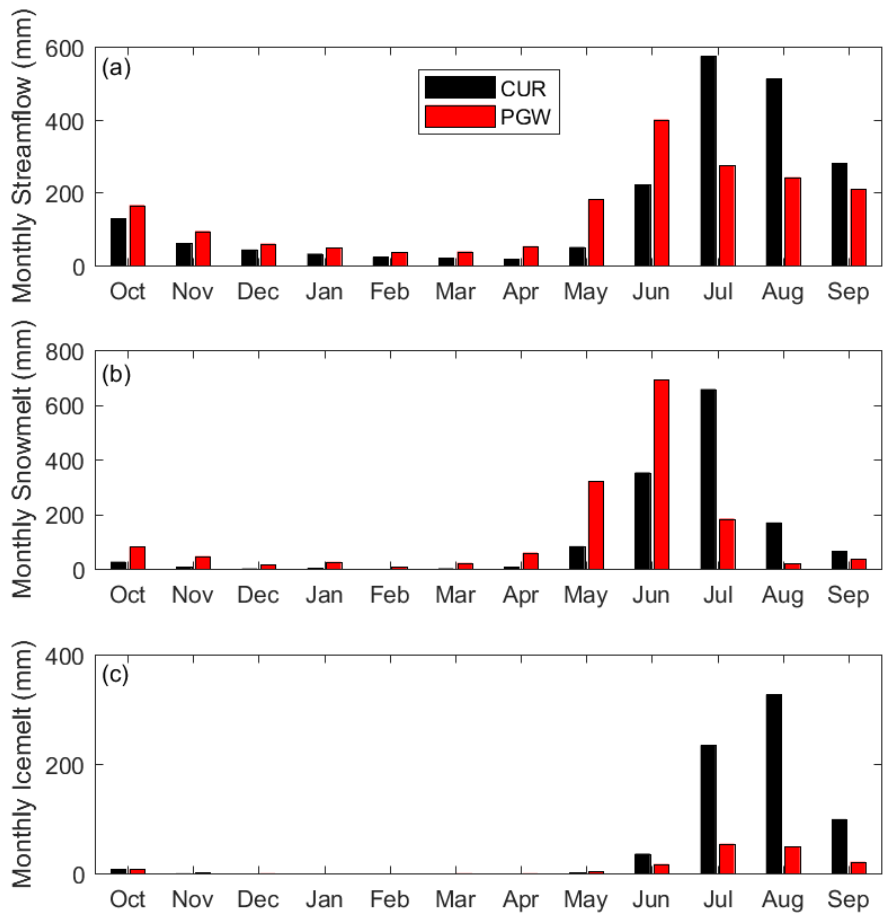 Monthly Streamflow (mm)
600
400
200
0
(a)
CUR
PGW
Oct Nov Dec Jan Feb Mar Apr May Jun Jul Aug Sep
Monthly Snowmelt (mm)
800
600
400
200
0
(b)
Oct Nov Dec Jan Feb Mar Apr May Jun Jul Aug Sep
Monthly Icemelt (mm)
400
200
0
(c)
Oct Nov Dec Jan Feb Mar Apr May Jun Jul Aug Sep